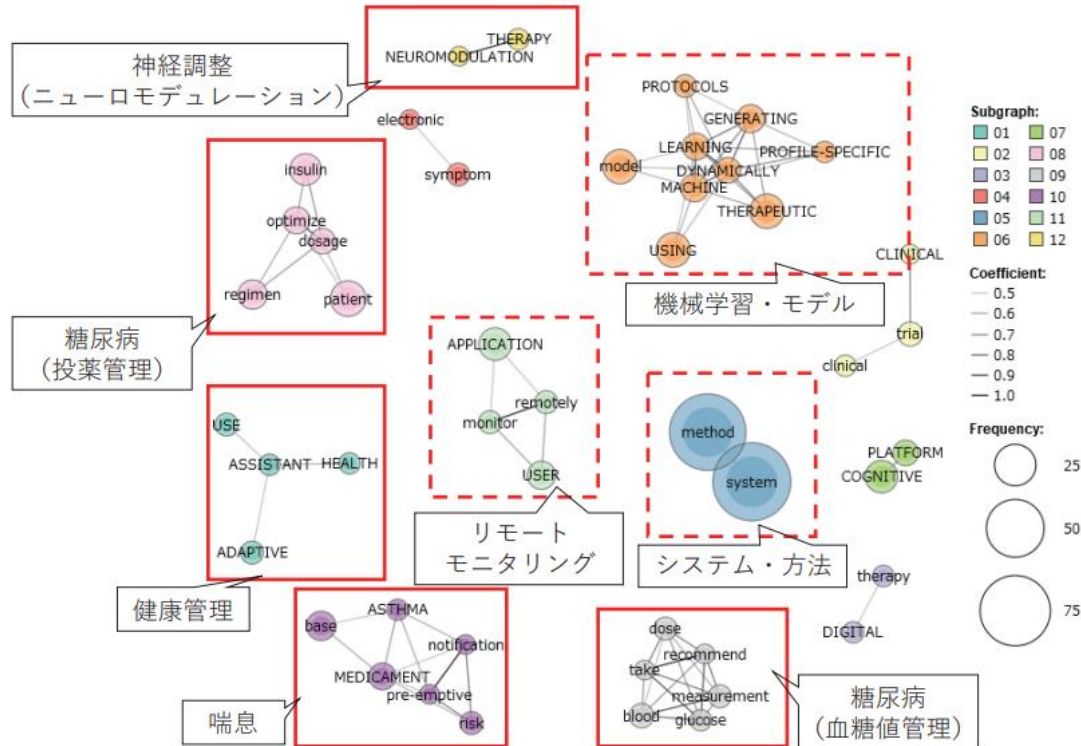 THERAPY
NEUROMODULATION
神経調整
（ニューロモデュレーション）
electronic
symptom
PROTOCOLS
GENERATING
LEARNING
PROFILE-SPECIFIC
model
DYNAMICALLY
MACHINE
THERAPEUTIC
USING
機械学習・モデル
insulin
optimize
dosage
regimen
patient
糖尿病
（投薬管理）
APPLICATION
remotely
monitor
USER
リモート
モニタリング
method
system
システム・方法
CLINICAL
trial
clinical
PLATFORM
COGNITIVE
therapy
DIGITAL
USE
ASSISTANT
HEALTH
ADAPTIVE
健康管理
base
ASTHMA
notification
MEDICAMENT
pre-emptive
risk
喘息
dose
recommend
take
measurement
blood
glucose
糖尿病
（血糖値管理）
Subgraph:
01 07
02 08
03 09
04 10
05 11
06 12
Coefficient:
0.5
0.6
0.7
0.8
0.9
1.0
Frequency:
25
50
75